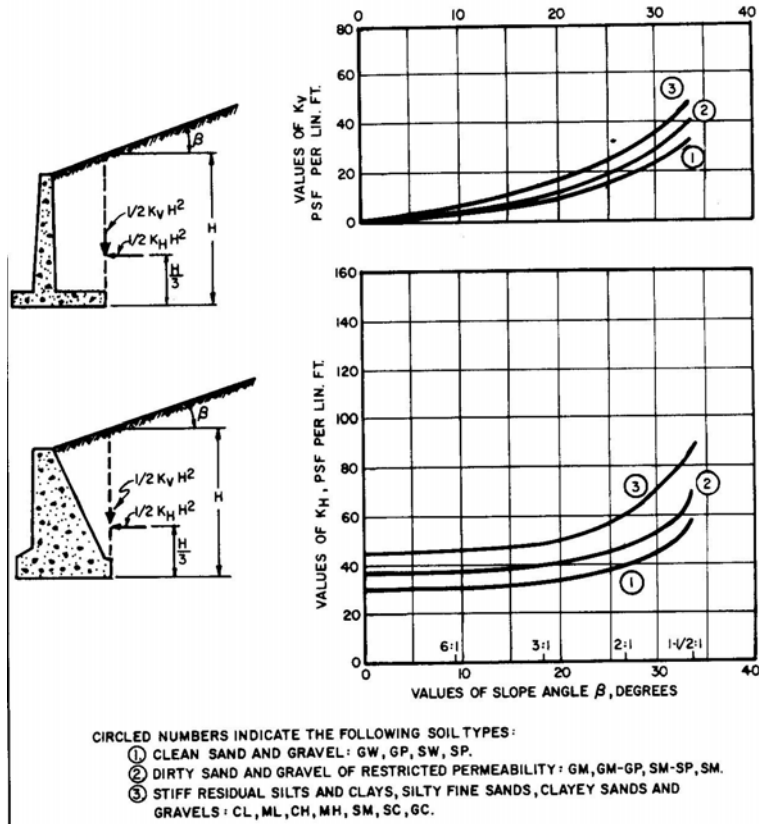 0 10 20 30 40
80
60
40
20
0
VALUES OF KV
PSF PER LIN. FT.
3
2
1
β
1/2 KV H²
1/2 KH H²
H
H
3
160
140
120
100
80
60
40
20
0
VALUES OF KH, PSF PER LIN. FT.
3
2
1
6:1 3:1 2:1 1-1/2:1
0 10 20 30 40
VALUES OF SLOPE ANGLE β, DEGREES
β
1/2 KV H²
1/2 KH H²
H
H
3
CIRCLED NUMBERS INDICATE THE FOLLOWING SOIL TYPES:
1. CLEAN SAND AND GRAVEL: GW, GP, SW, SP.
2 DIRTY SAND AND GRAVEL OF RESTRICTED PERMEABILITY: GM, GM-GP, SM-SP, SM.
3 STIFF RESIDUAL SILTS AND CLAYS, SILTY FINE SANDS, CLAYEY SANDS AND
GRAVELS: CL, ML, CH, MH, SM, SC, GC.